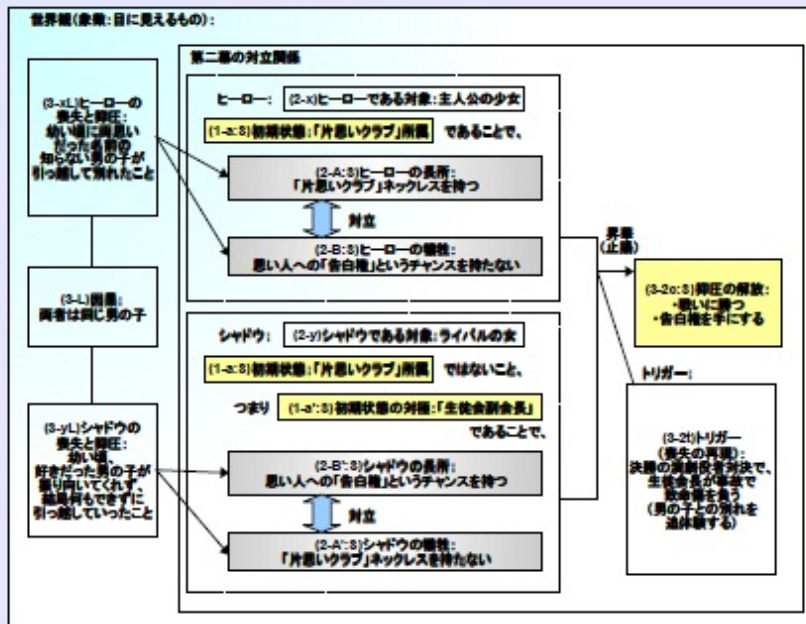 世界観(象徴:目に見えるもの):
第二幕の対立関係
(3-xL)ヒーローの
喪失と抑圧:
幼い頃に両思い
だった名前の
知らない男の子が
引っ越して別れたこと
ヒーロー:
(2-x)ヒーローである対象:主人公の少女
(1-a:S)初期状態:「片思いクラブ」所属
であることで、
(2-A:S)ヒーローの長所:
「片思いクラブ」ネックレスを持つ
対立
(2-B:S)ヒーローの犠牲:
思い人への「告白権」というチャンスを持たない
(3-L)因果:
両者は同じ男の子
シャドウ:
(2-y)シャドウである対象:ライバルの女
(1-a:S)初期状態:「片思いクラブ」所属
ではないこと、
つまり
(1-a':S)初期状態の対極:「生徒会副会長」
であることで、
(3-yL)シャドウの
喪失と抑圧:
幼い頃、
好きだった男の子が
振り向いてくれず、
結局何もできずに
引っ越していったこと
(2-B':S)シャドウの長所:
思い人への「告白権」というチャンスを持つ
対立
(2-A':S)シャドウの犠牲:
「片思いクラブ」ネックレスを持たない
昇華
(止揚)
(3-2c:S)抑圧の解放:
・戦いに勝つ
・告白権を手にする
トリガー:
(3-2t)トリガー
(喪失の再現):
決勝の演劇役者対決で、
生徒会長が事故で
致命傷を負う
(男の子との別れを
追体験する)